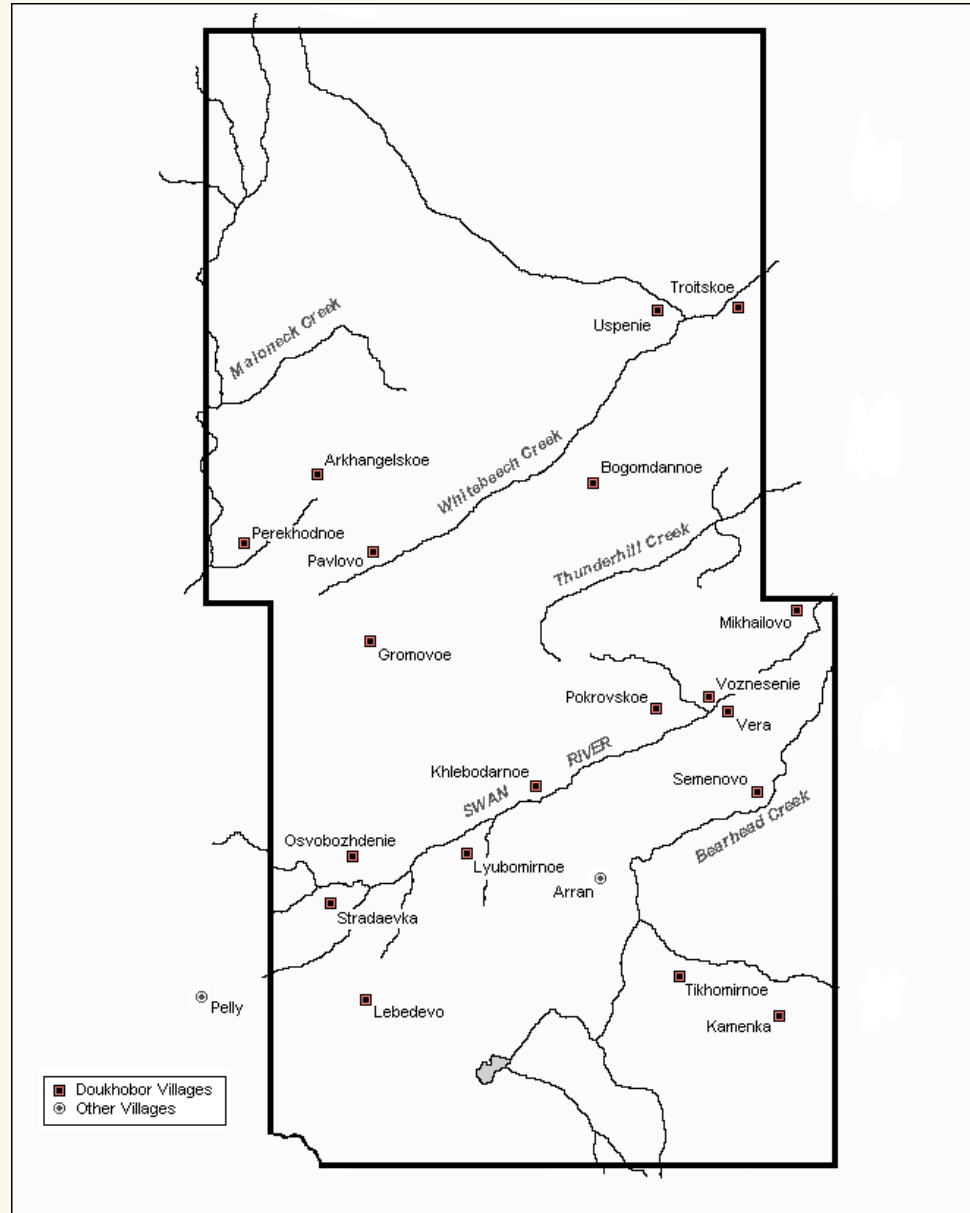 Troitskoe
Uspenie
Maloneck Creek
Arkhangelskoe
Whitebeech Creek
Bogomdannoe
Perekhodnoe
Pavlovo
Thunderhill Creek
Mikhailovo
Gromovoe
Voznesenie
Pokrovskoe
Vera
SWAN RIVER
Khlebodarnoe
Semenovo
Bearhead Creek
Osvobozhdenie
Lyubomirnoe
Arran
Stradaevka
Tikhomirnoe
Pelly
Lebedevo
Kamenka
Doukhobor Villages
Other Villages